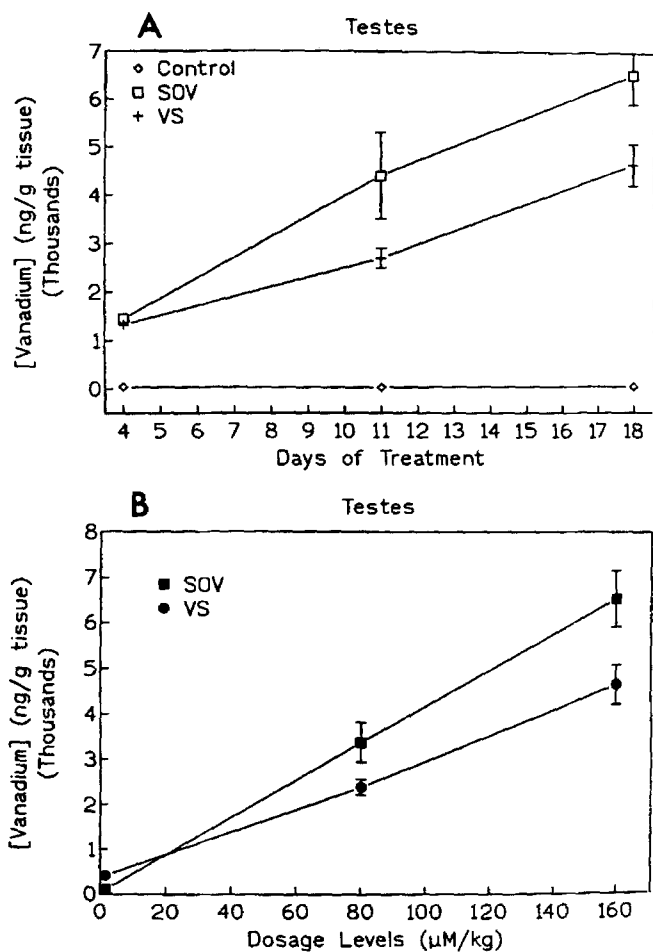 A
Testes
7
6
5
4
3
2
1
0
[Vanadium] (ng/g tissue)
(Thousands)
Control
SOV
VS
4 5 6 7 7 8 9 10 11 12 13 14 15 16 17 18
Days of Treatment
B
Testes
8
7
6
5
4
3
2
1
0
[Vanadium] (ng/g tissue)
(Thousands)
SOV
VS
0 20 40 60 80 100 120 140 160
Dosage Levels (μM/kg)